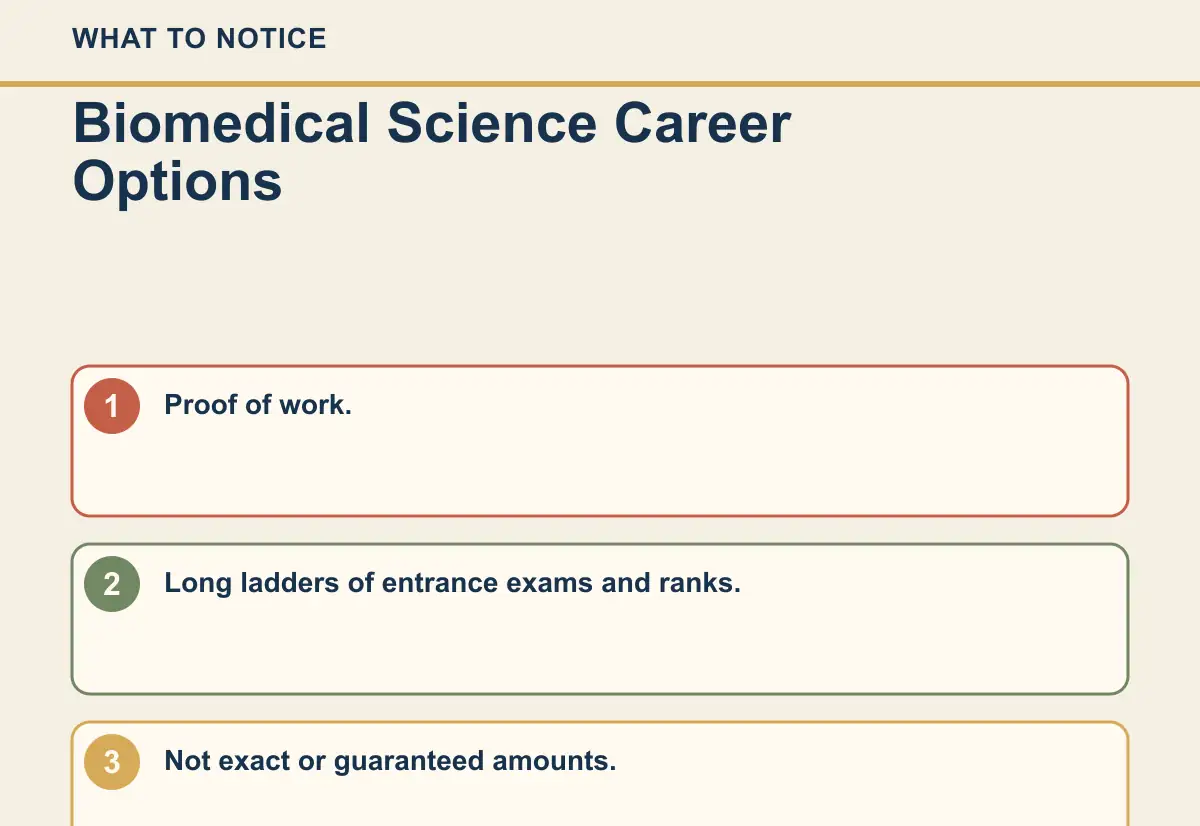 WHAT TO NOTICE
Biomedical Science Career
Options
1 Proof of work.
2 Long ladders of entrance exams and ranks.
3 Not exact or guaranteed amounts.